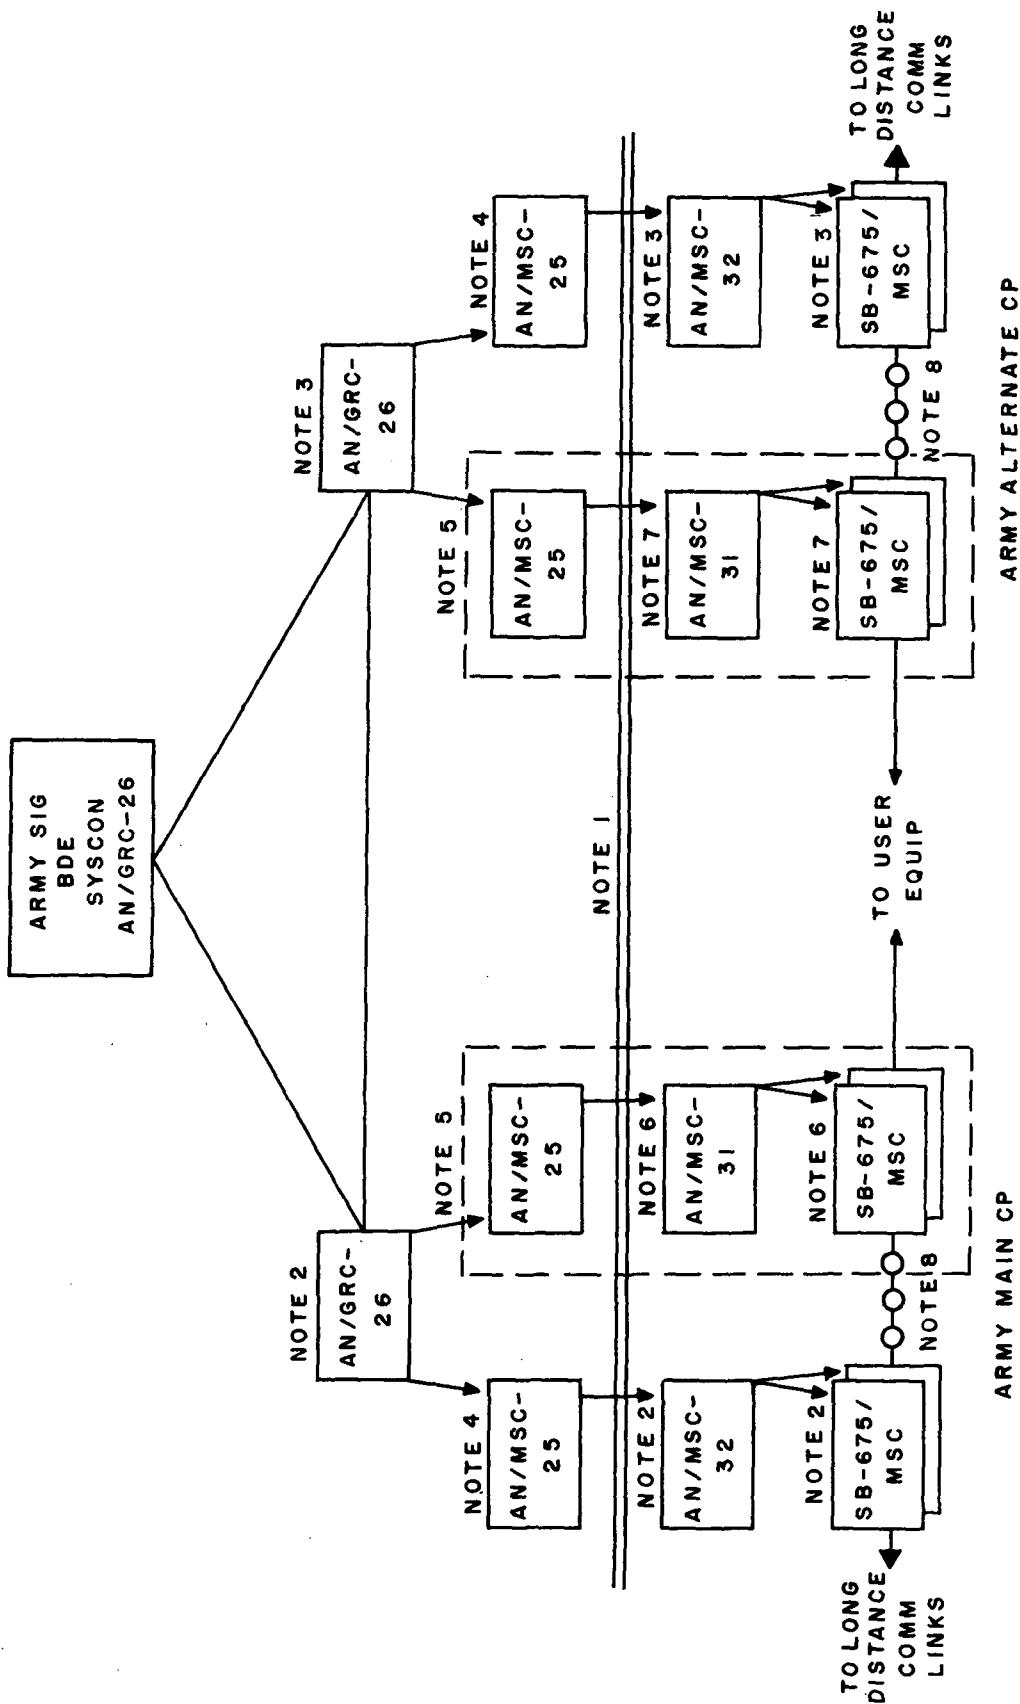 ARMY SIG
BDE
SYSCON
AN/GRC-26
NOTE 2
AN/GRC-
26
NOTE 3
AN/GRC-
26
NOTE 4
AN/MSC-
25
NOTE 5
AN/MSC-
25
NOTE 5
AN/MSC-
25
NOTE 4
AN/MSC-
25
NOTE 1
NOTE 2
AN/MSC-
32
NOTE 6
AN/MSC-
31
NOTE 7
AN/MSC-
31
NOTE 3
AN/MSC-
32
TO LONG
DISTANCE
COMM
LINKS
NOTE 2
SB-675/
MSC
NOTE 8
NOTE 6
SB-675/
MSC
TO USER
EQUIP
NOTE 7
SB-675/
MSC
NOTE 8
NOTE 3
SB-675/
MSC
TO LONG
DISTANCE
COMM
LINKS
ARMY MAIN CP
ARMY ALTERNATE CP